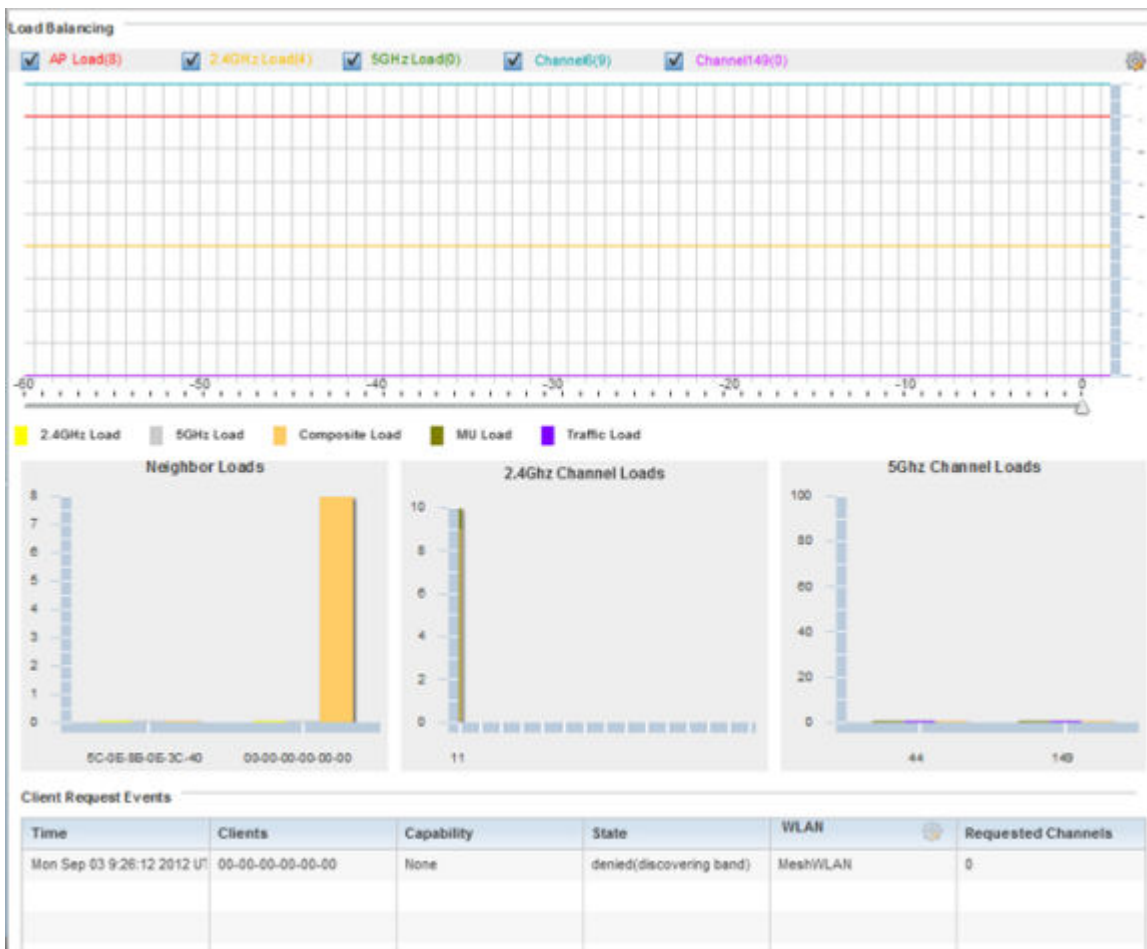 Load Balancing
AP Load(8) 2.4GHz Load(4) 5GHz Load(0) Channel6(9) Channel149(0)
-60 -50 -40 -30 -20 -10 0
2.4GHz Load 5GHz Load Composite Load MU Load Traffic Load
Neighbor Loads
8
7
6
5
4
3
2
1
0
5C-0E-8B-0E-3C-40 00-00-00-00-00-00
2.4Ghz Channel Loads
10
8
6
4
2
0
11
5Ghz Channel Loads
100
80
60
40
20
0
44 149
Client Request Events
Time Clients Capability State WLAN Requested Channels
Mon Sep 03 9:26:12 2012 UT 00-00-00-00-00-00 None denied(discovering band) MeshWLAN 0